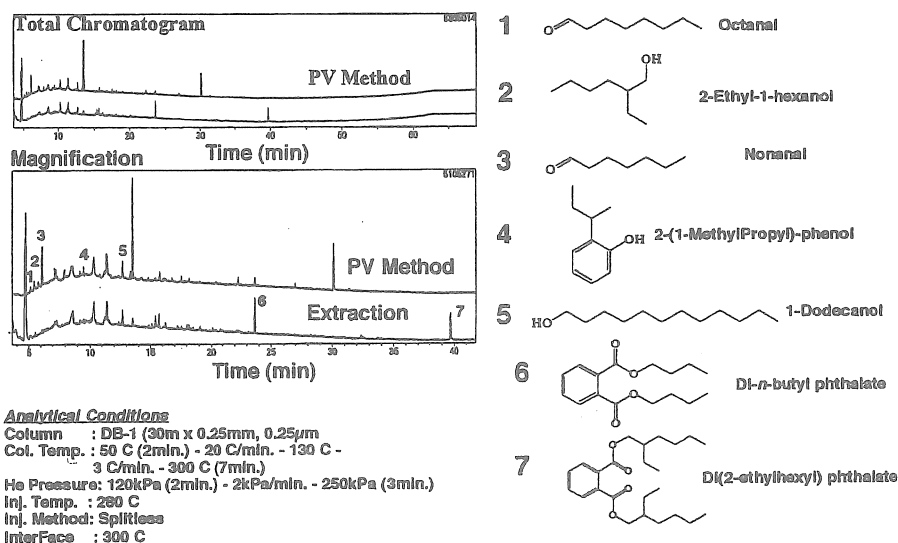 Total Chromatogram
PV Method
10 20 30 40 50 60
Time (min)
Magnification
1
2
3
4
5
PV Method
Extraction
6
7
5 10 15 20 25 30 35 40
Time (min)
Analytical Conditions
Column : DB-1 (30m x 0.25mm, 0.25µm
Col. Temp. : 50 C (2min.) - 20 C/min. - 130 C -
3 C/min. - 300 C (7min.)
He Pressure: 120kPa (2min.) - 2kPa/min. - 250kPa (3min.)
Inj. Temp. : 280 C
Inj. Method: Splitless
InterFace : 300 C
1
O
Octanal
2
OH
2-Ethyl-1-hexanol
3
O
Nonanal
4
OH
2-(1-MethylPropyl)-phenol
5
HO
1-Dodecanol
6
O
O
O
O
Di-n-butyl phthalate
7
O
O
O
O
Di(2-ethylhexyl) phthalate